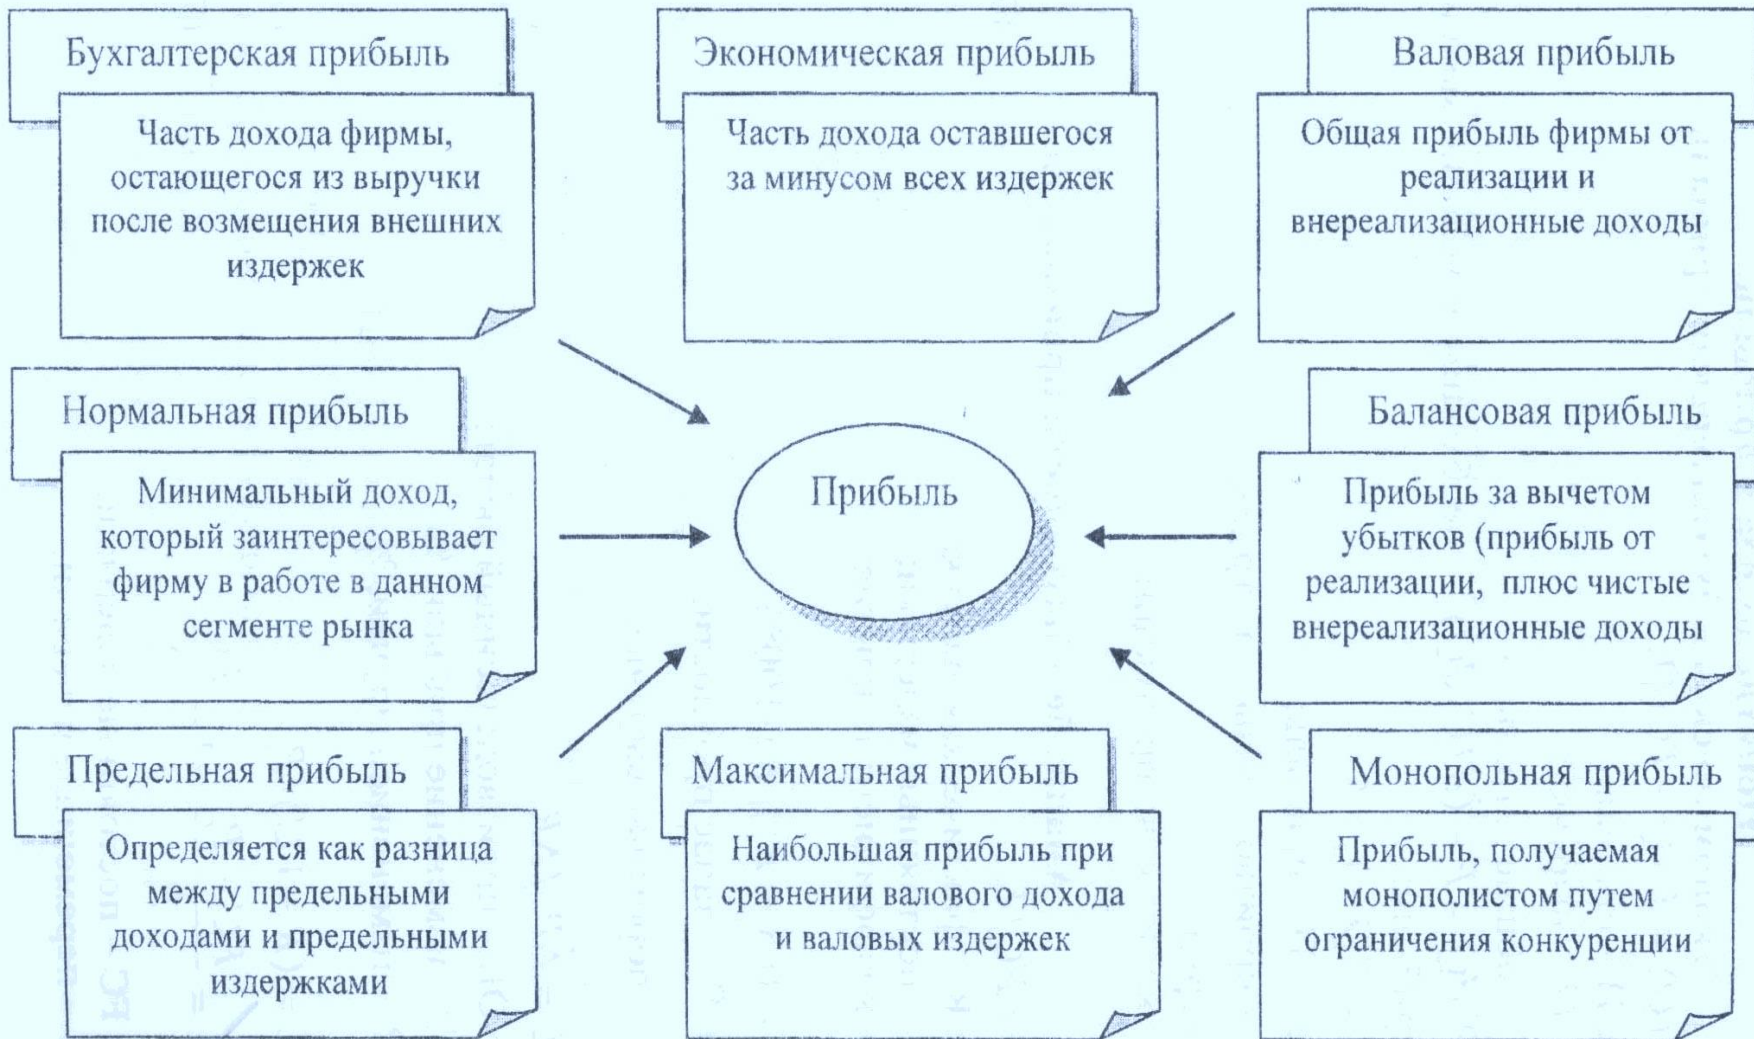 Бухгалтерская прибыль
Часть дохода фирмы,
остающегося из выручки
после возмещения внешних
издержек
Экономическая прибыль
Часть дохода оставшегося
за минусом всех издержек
Валовая прибыль
Общая прибыль фирмы от
реализации и
внереализационные доходы
Нормальная прибыль
Минимальный доход,
который заинтересовывает
фирму в работе в данном
сегменте рынка
Прибыль
Балансовая прибыль
Прибыль за вычетом
убытков (прибыль от
реализации, плюс чистые
внереализационные доходы
Предельная прибыль
Определяется как разница
между предельными
доходами и предельными
издержками
Максимальная прибыль
Наибольшая прибыль при
сравнении валового дохода
и валовых издержек
Монопольная прибыль
Прибыль, получаемая
монополистом путем
ограничения конкуренции